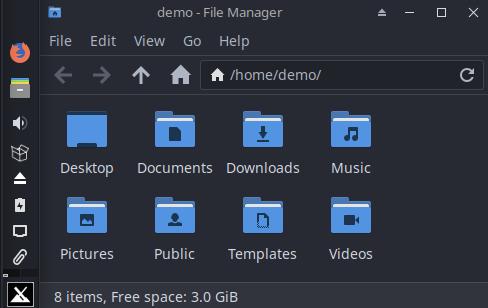 demo - File Manager
File Edit View Go Help
/home/demo/
Desktop Documents Downloads Music
Pictures Public Templates Videos
8 items, Free space: 3.0 GiB